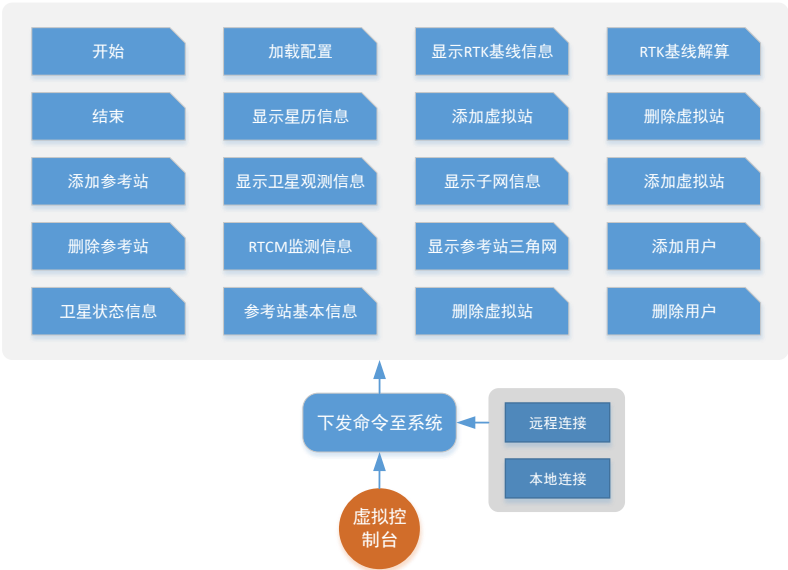 开始
加载配置
显示RTK基线信息
RTK基线解算
结束
显示星历信息
添加虚拟站
删除虚拟站
添加参考站
显示卫星观测信息
显示子网信息
添加虚拟站
删除参考站
RTCM监测信息
显示参考站三角网
添加用户
卫星状态信息
参考站基本信息
删除虚拟站
删除用户
下发命令至系统
远程连接
本地连接
虚拟控
制台